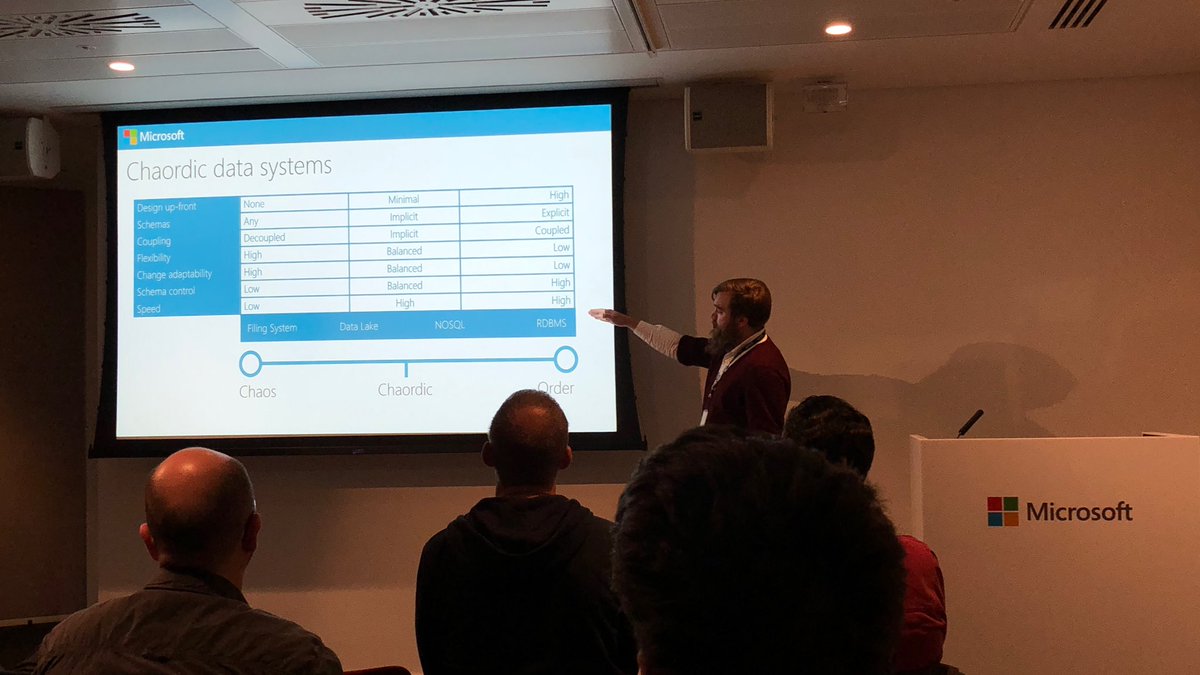 Microsoft
Chaordic data systems
Design up-front None Minimal High
Schemas Any Implicit Explicit
Coupling Decoupled Implicit Coupled
Flexibility High Balanced Low
Change adaptability High Balanced Low
Schema control Low Balanced High
Speed Low High High
Filing System Data Lake NOSQL RDBMS
Chaos Chaordic Order
Microsoft